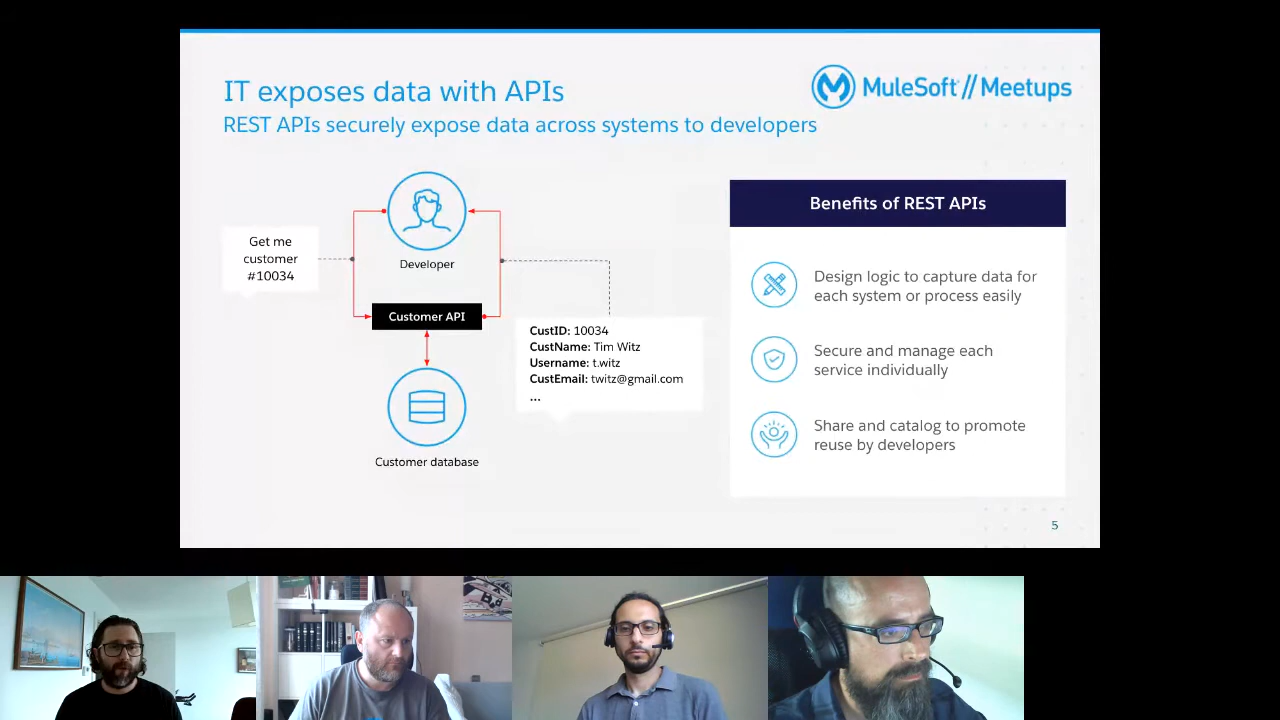 IT exposes data with APIs
REST APIs securely expose data across systems to developers
MuleSoft // Meetups
Get me
customer
#10034
Developer
Customer API
Customer database
CustID: 10034
CustName: Tim Witz
Username: t.witz
CustEmail: twitz@gmail.com
...
Benefits of REST APIs
Design logic to capture data for
each system or process easily
Secure and manage each
service individually
Share and catalog to promote
reuse by developers
5